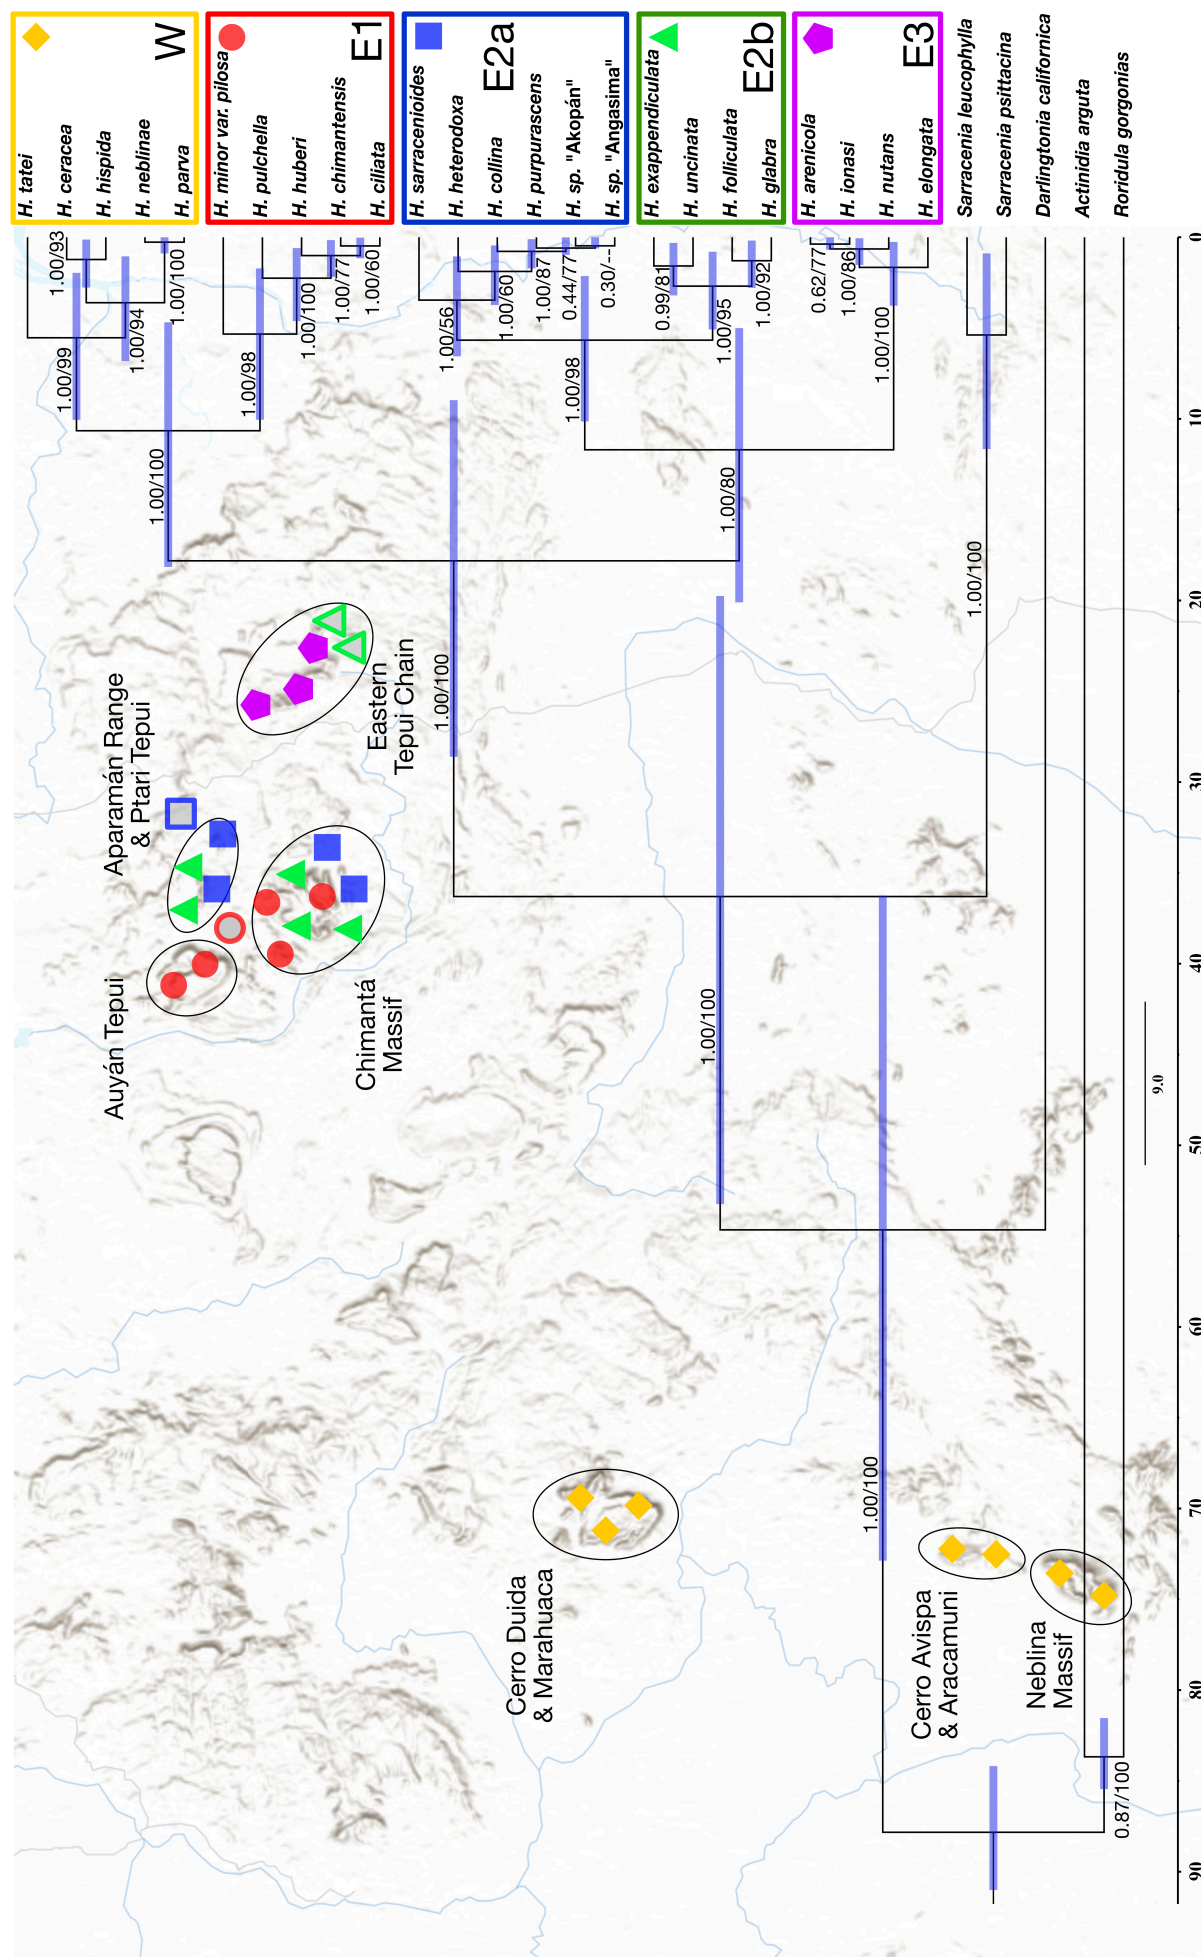 W
H. tatei
H. ceracea
H. hispida
H. neblinae
H. parva
E1
H. minor var. pilosa
H. pulchella
H. huberi
H. chimantensis
H. ciliata
E2a
H. sarracenioides
H. heterodoxa
H. collina
H. purpurascens
H. sp. "Akopán"
H. sp. "Angasima"
E2b
H. exappendiculata
H. uncinata
H. folliculata
H. glabra
E3
H. arenicola
H. ionasi
H. nutans
H. elongata
Sarracenia leucophylla
Sarracenia psittacina
Darlingtonia californica
Actinidia arguta
Roridula gorgonias
1.00/93
1.00/99
1.00/94
1.00/100
1.00/100
1.00/98
1.00/100
1.00/77
1.00/60
1.00/56
1.00/60
1.00/87
0.44/77
0.30/--
1.00/98
0.99/81
1.00/95
1.00/92
1.00/80
0.62/77
1.00/86
1.00/100
1.00/100
1.00/100
1.00/100
1.00/100
0.87/100
Aparamán Range
& Ptari Tepui
Eastern
Tepui Chain
Auyán Tepui
Chimantá
Massif
Cerro Duida
& Marahuaca
Cerro Avispa
& Aracamuni
Neblina
Massif
9.0
90
80
70
60
50
40
30
20
10
0